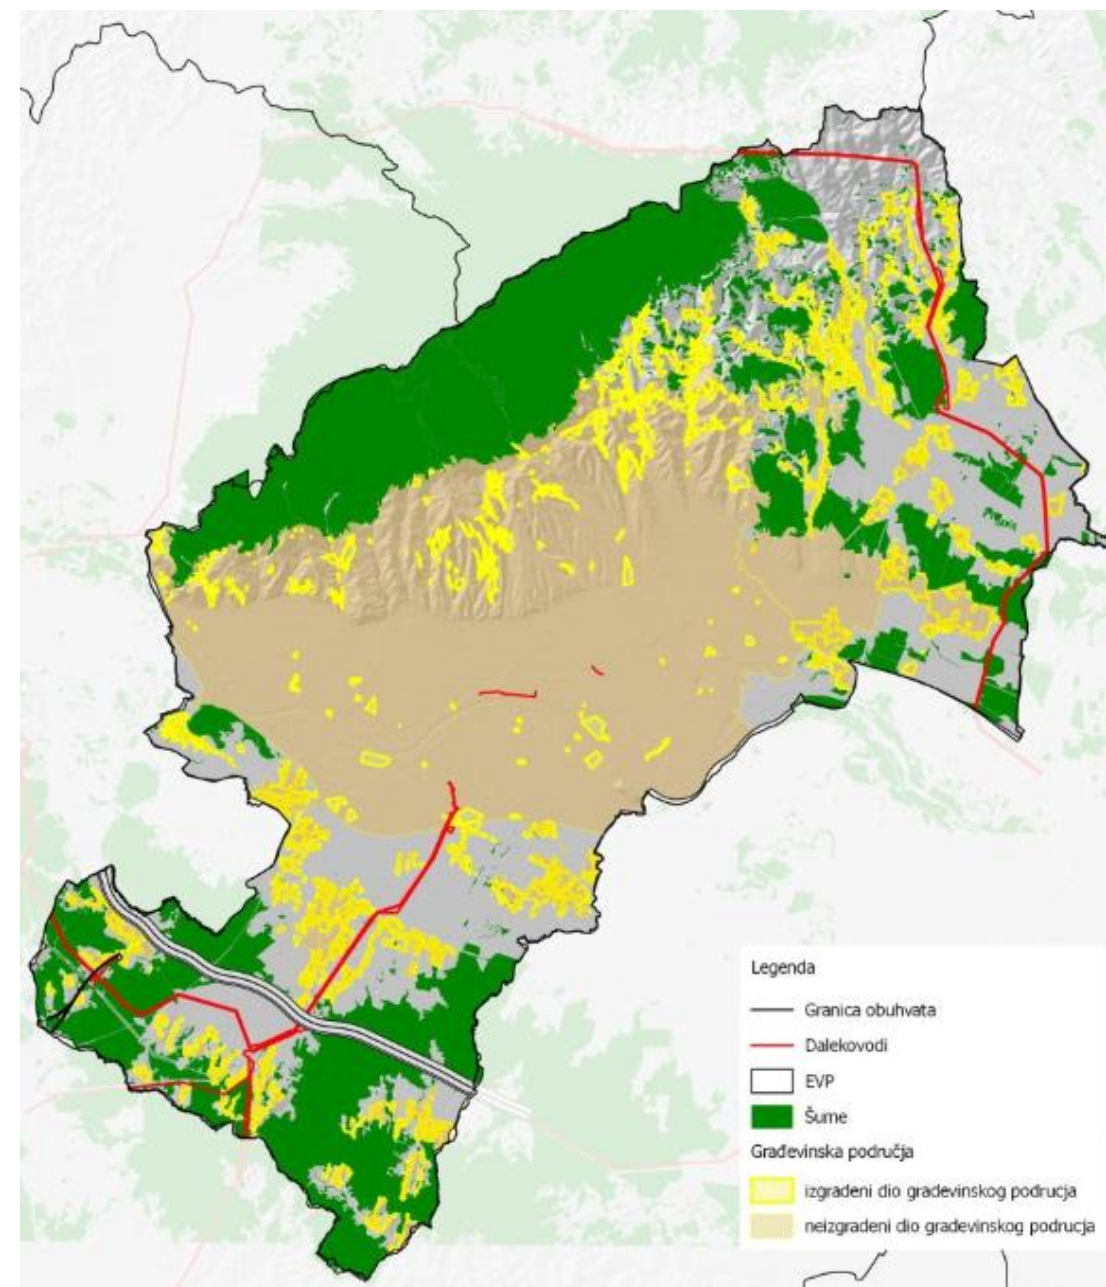 Legenda
Granica obuhvata
Dalekovodi
EVP
Šume
Građevinska područja
izgrađeni dio građevinskog područja
neizgrađeni dio građevinskog područja